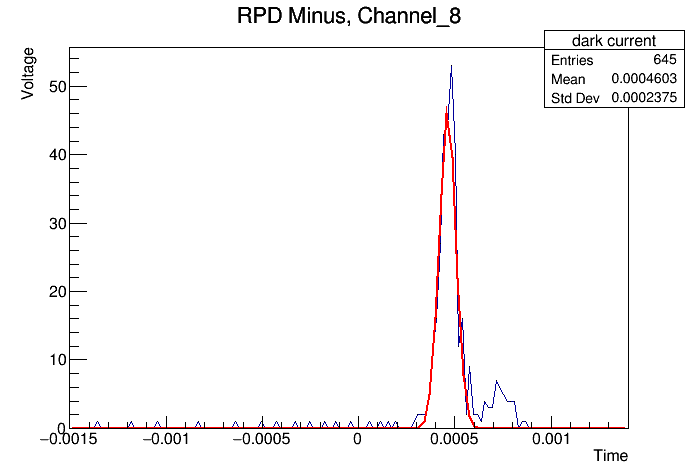 RPD Minus, Channel_8
dark current
Entries 645
Mean 0.0004603
Std Dev 0.0002375
Voltage
50
40
30
20
10
0
−0.0015 −0.001 −0.0005 0 0.0005 0.001
Time